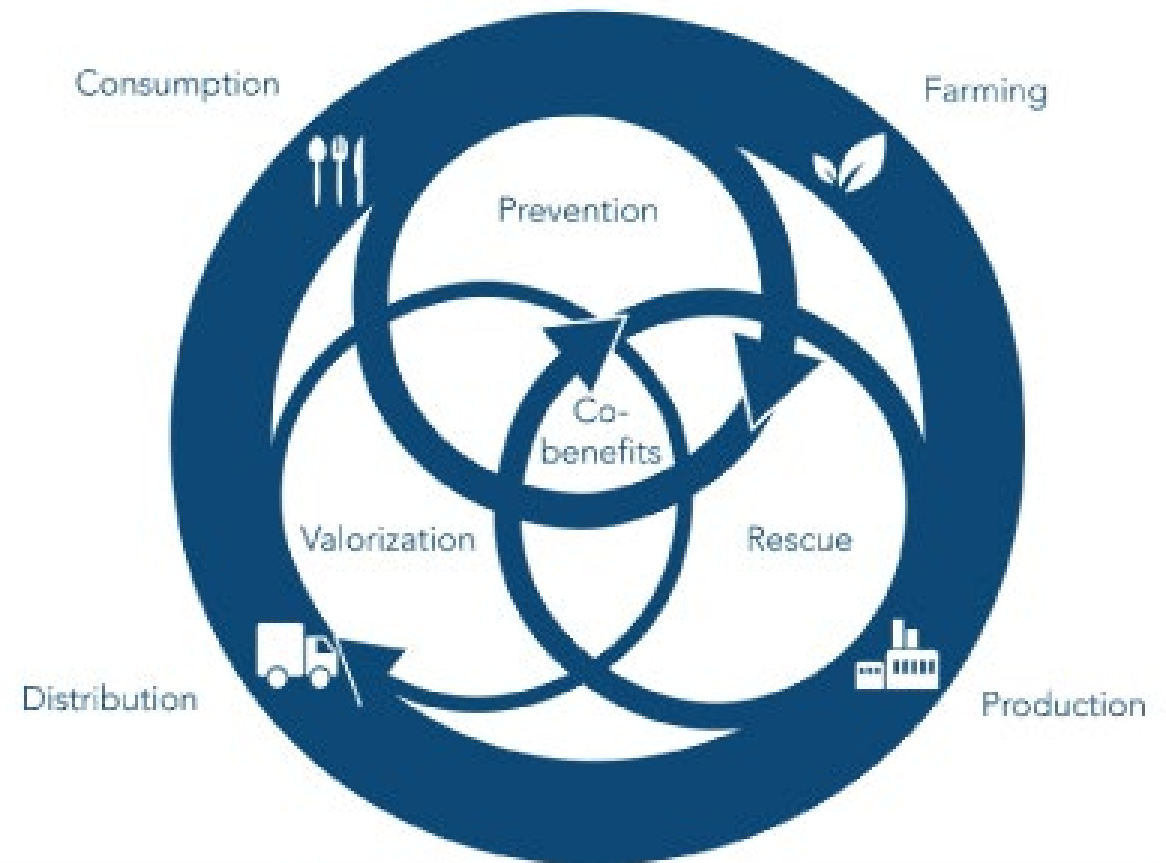 Consumption
Farming
Prevention
Co-
benefits
Valorization
Rescue
Distribution
Production